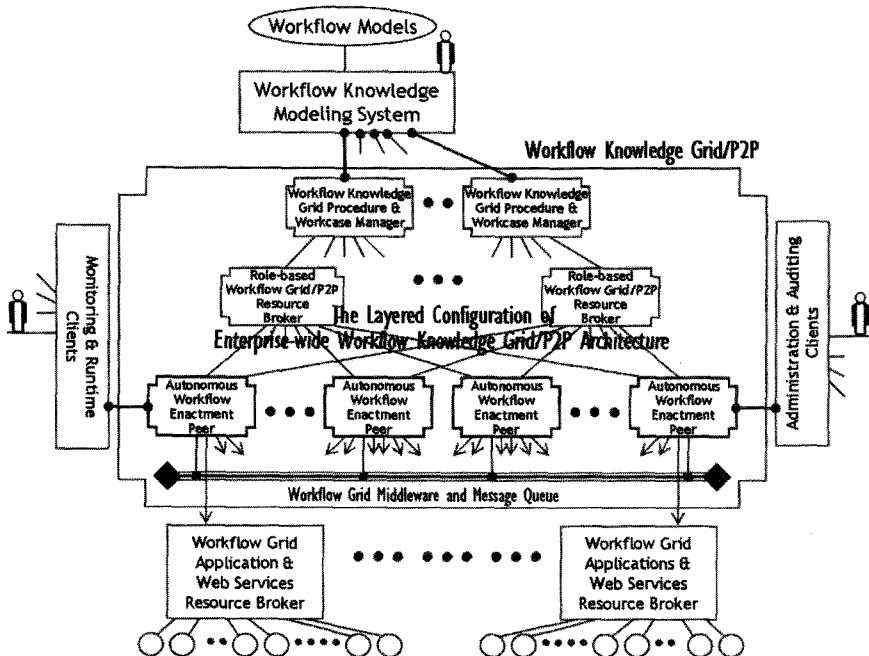 Workflow Models
Workflow Knowledge
Modeling System
Workflow Knowledge Grid/P2P
Workflow Knowledge
Grid Procedure &
Workcase Manager
Workflow Knowledge
Grid Procedure &
Workcase Manager
Monitoring & Runtime
Clients
Administration & Auditing
Clients
Role-based
Workflow Grid/P2P
Resource
Broker
Role-based
Workflow Grid/P2P
Resource
Broker
The Layered Configuration of
Enterprise-wide Workflow Knowledge Grid/P2P Architecture
Autonomous
Workflow
Enactment
Peer
Autonomous
Workflow
Enactment
Peer
Autonomous
Workflow
Enactment
Peer
Autonomous
Workflow
Enactment
Peer
Workflow Grid Middleware and Message Queue
Workflow Grid
Application &
Web Services
Resource Broker
Workflow Grid
Applications &
Web Services
Resource Broker